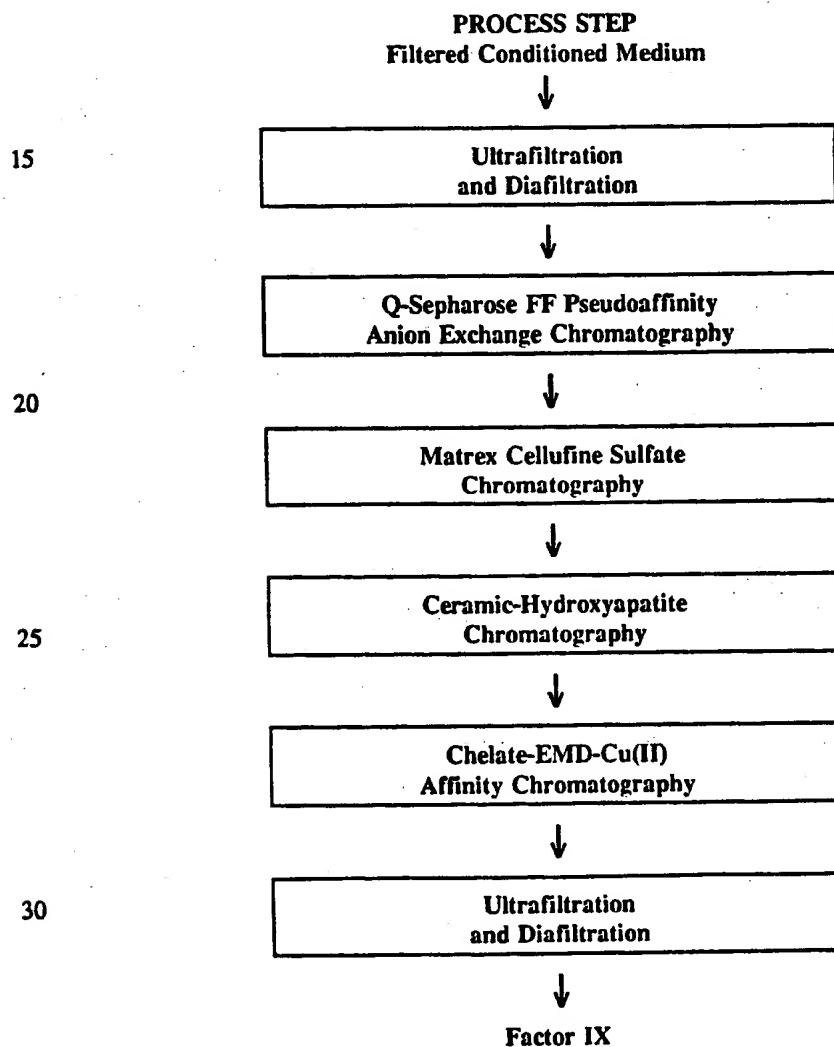 PROCESS STEP
Filtered Conditioned Medium
↓
15
Ultrafiltration
and Diafiltration
↓
Q-Sepharose FF Pseudoaffinity
Anion Exchange Chromatography
↓
20
Matrex Cellufine Sulfate
Chromatography
↓
Ceramic-Hydroxyapatite
25
Chromatography
↓
Chelate-EMD-Cu(II)
Affinity Chromatography
↓
30
Ultrafiltration
and Diafiltration
↓
Factor IX